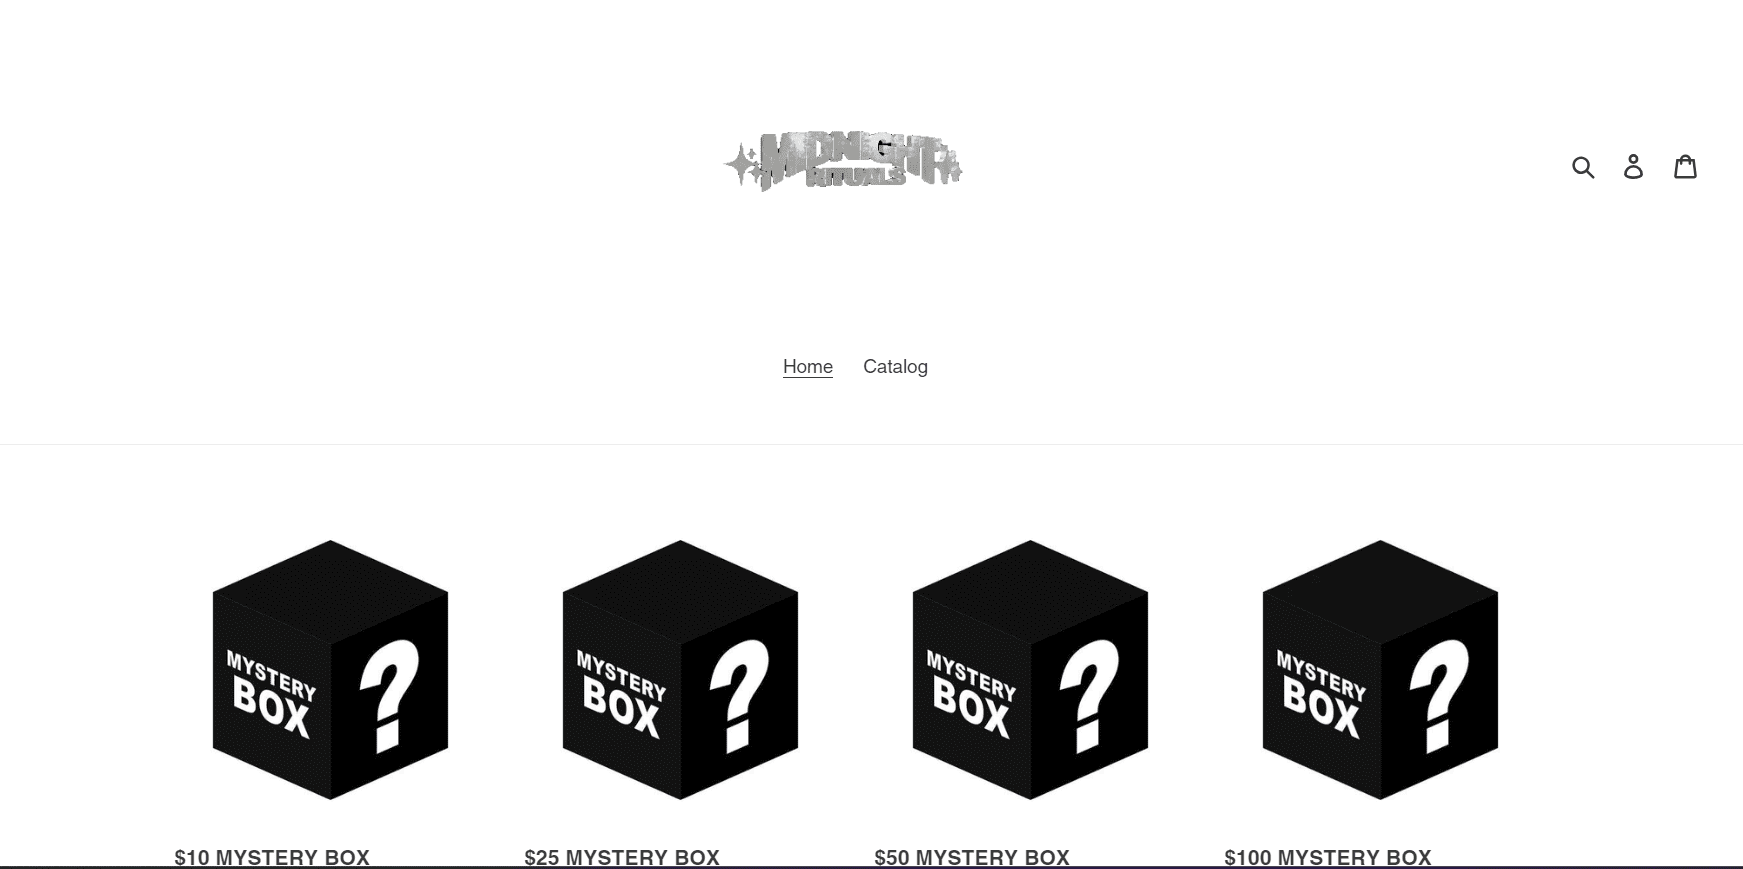 MIDNIGHT
RITUALS
Home Catalog
MYSTERY
BOX
?
MYSTERY
BOX
?
MYSTERY
BOX
?
MYSTERY
BOX
?
$10 MYSTERY BOX
$25 MYSTERY BOX
$50 MYSTERY BOX
$100 MYSTERY BOX